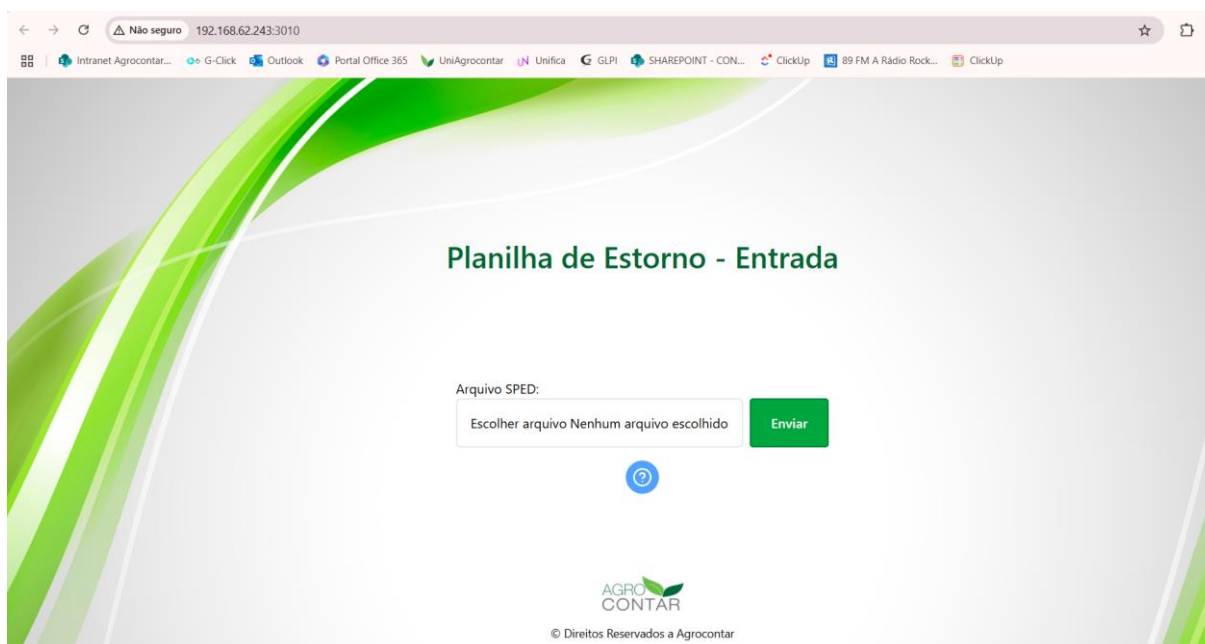 Não seguro 192.168.62.243:3010
Intranet Agrocontar... G-Click Outlook Portal Office 365 UniAgrocontar Unifica GLPI SHAREPOINT - CON... ClickUp 89 FM A Rádio Rock... ClickUp
Planilha de Estorno - Entrada
Arquivo SPED:
Escolher arquivo Nenhum arquivo escolhido Enviar
?
AGRO
CONTAR
© Direitos Reservados a Agrocontar